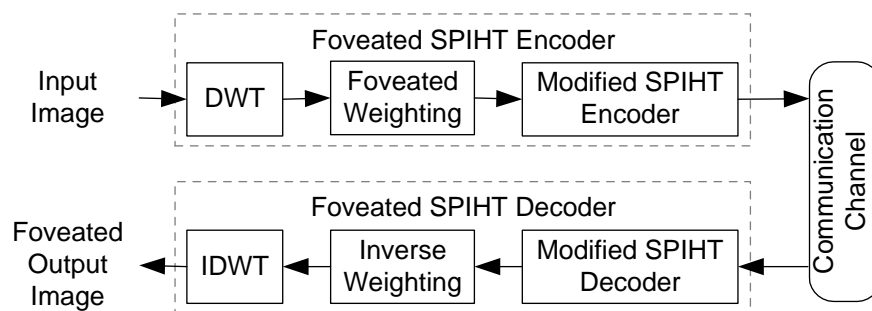 Foveated SPIHT Encoder
Input
Image
DWT
Foveated
Weighting
Modified SPIHT
Encoder
Communication
Channel
Foveated SPIHT Decoder
Foveated
Output
Image
IDWT
Inverse
Weighting
Modified SPIHT
Decoder